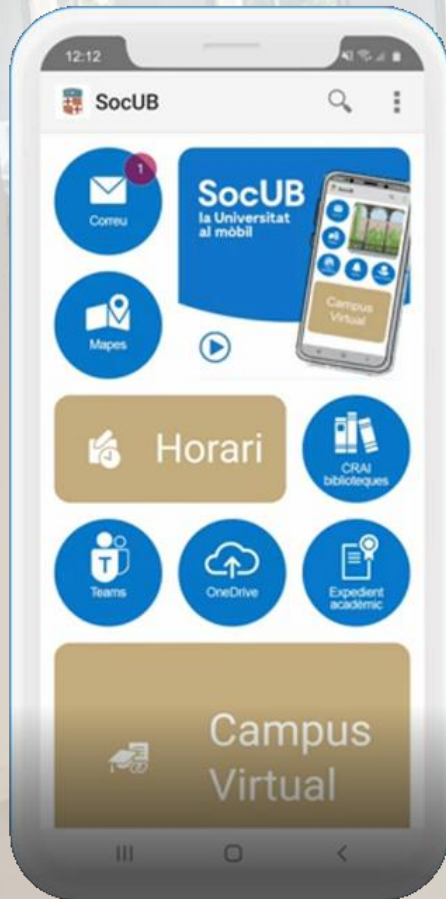 12:12
SocUB
1
Correu
SocUB
la Universitat
al mòbil
Mapes
Campus
Virtual
Horari
CRAI
biblioteques
T
Teams
OneDrive
Expedient
acadèmic
Campus
Virtual